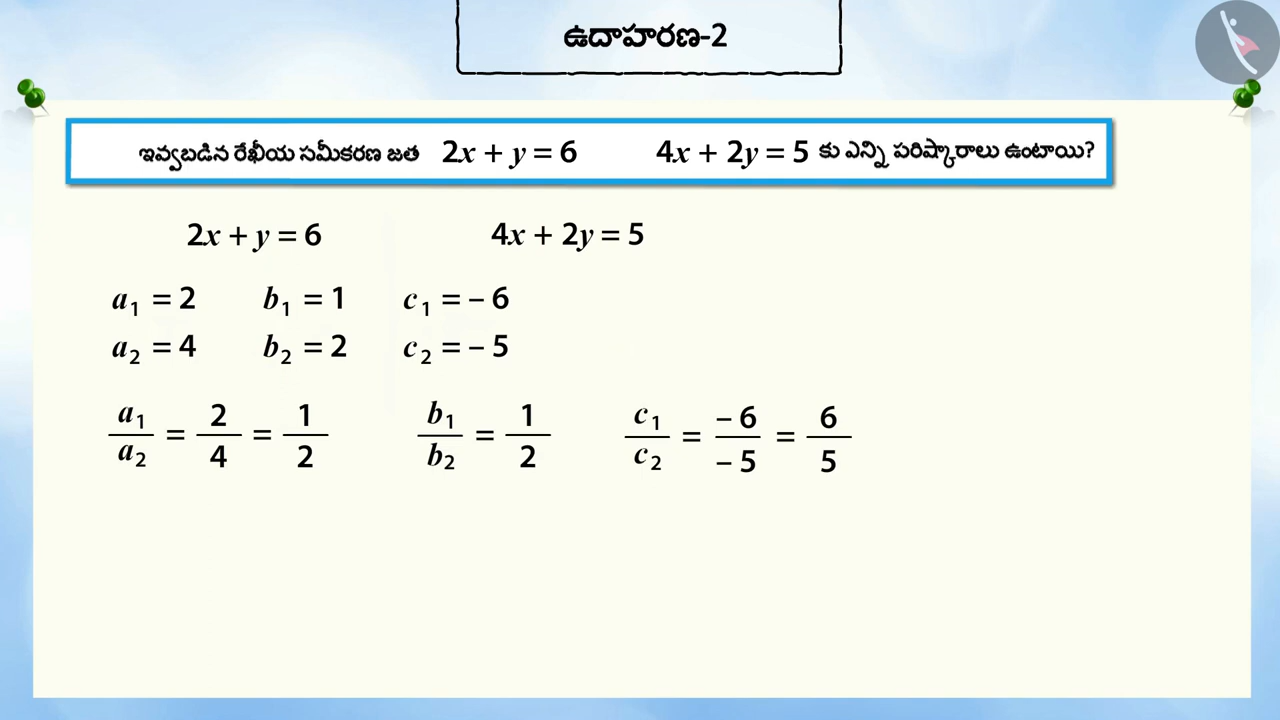 ఉదాహరణ-2
ఇవ్వబడిన రేఖీయ సమీకరణ జత 2x + y = 6 4x + 2y = 5 కు ఎన్ని పరిష్కారాలు ఉంటాయి?
2x + y = 6 4x + 2y = 5
a₁ = 2 b₁ = 1 c₁ = – 6
a₂ = 4 b₂ = 2 c₂ = – 5
a₁/a₂ = 2/4 = 1/2 b₁/b₂ = 1/2 c₁/c₂ = – 6/– 5 = 6/5